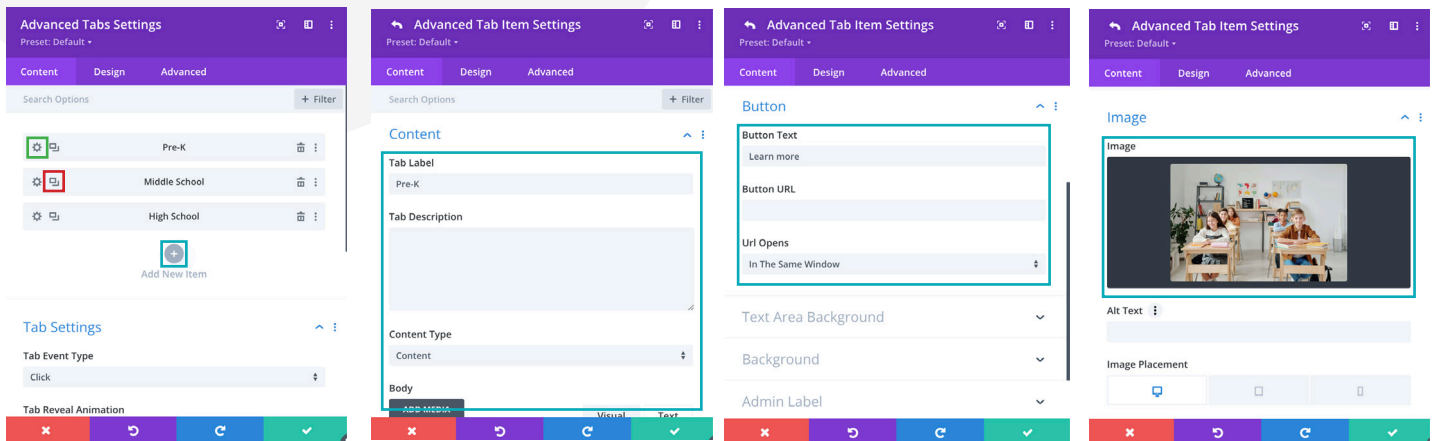 Advanced Tabs Settings
Preset: Default
Content Design Advanced
Search Options + Filter
Pre-K
Middle School
High School
Add New Item
Tab Settings
Tab Event Type
Click
Tab Reveal Animation
Advanced Tab Item Settings
Preset: Default
Content Design Advanced
Search Options + Filter
Content
Tab Label
Pre-K
Tab Description
Content Type
Content
Body
ADD MEDIA Visual Text
Advanced Tab Item Settings
Preset: Default
Content Design Advanced
Button
Button Text
Learn more
Button URL
Url Opens
In The Same Window
Text Area Background
Background
Admin Label
Advanced Tab Item Settings
Preset: Default
Content Design Advanced
Image
Image
Alt Text
Image Placement